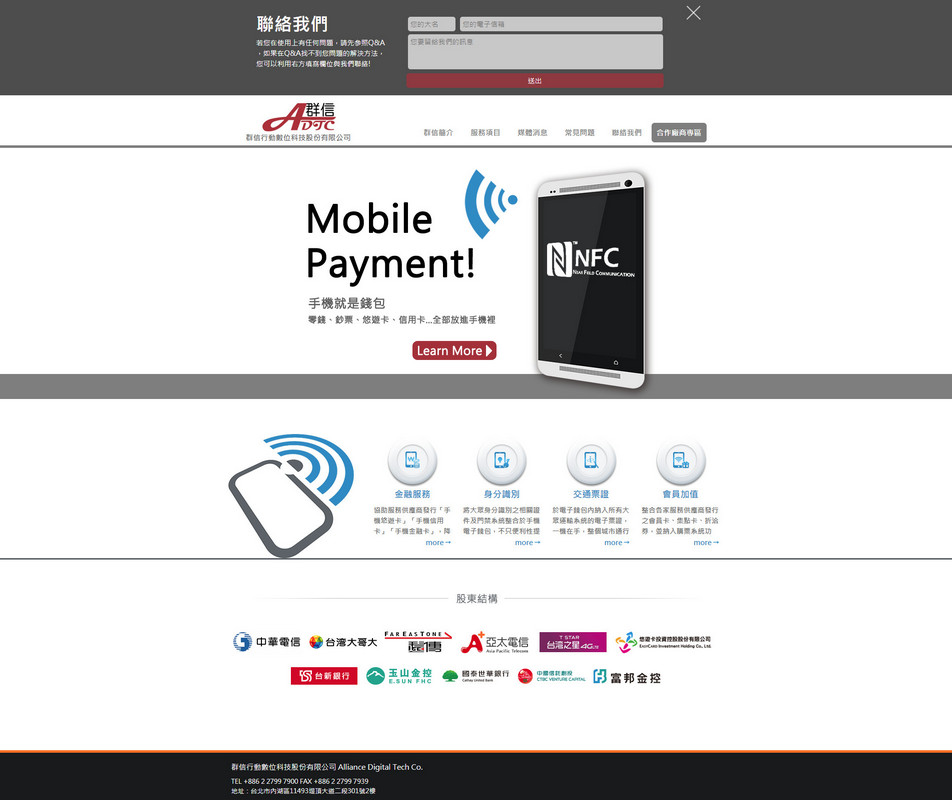 聯絡我們
若您在使用上有任何問題，請先參照Q&A
，如果在Q&A找不到您問題的解決方法，
您可以利用右方填寫欄位與我們聯絡!
您的大名
您的電子信箱
您要留給我們的訊息
送出
群信
ADTC
群信行動數位科技股份有限公司
群信簡介
服務項目
媒體消息
常見問題
聯絡我們
合作廠商專區
Mobile
Payment!
手機就是錢包
零錢、鈔票、悠遊卡、信用卡...全部放進手機裡
Learn More
NFC
NEAR FIELD COMMUNICATION
金融服務
協助服務供應商發行「手
機悠遊卡」「手機信用
卡」「手機金融卡」、降
more→
身分識別
將大眾身分識別之相關證
件及門禁系統整合於手機
電子錢包，不只便利性提
more→
交通票證
於電子錢包內納入所有大
眾運輸系統的電子票證，
一機在手、整個城市通行
more→
會員加值
整合各家服務供應商發行
之會員卡、集點卡、折洽
券，並納入購票系統功
more→
股東結構
中華電信
台灣大哥大
FAREASTONE
遠傳
亞太電信
Asia Pacific Telecom
T STAR
台灣之星 4G LTE
悠遊卡投資控股股份有限公司
EASYCARD Investment Holding Co., Ltd.
台新銀行
玉山金控
E.SUN FHC
國泰世華銀行
Cathay United Bank
中國信託創投
CTBC VENTURE CAPITAL
富邦金控
群信行動數位科技股份有限公司 Alliance Digital Tech Co.
TEL +886 2 2799 7900 FAX +886 2 2799 7939
地址：台北市內湖區11493堤頂大道二段301號2樓